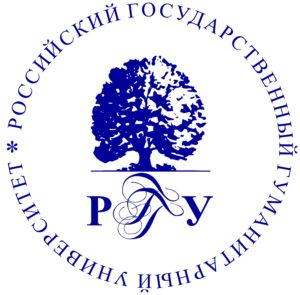 * РОССИЙСКИЙ ГОСУДАРСТВЕННЫЙ ГУМАНИТАРНЫЙ УНИВЕРСИТЕТ
РГГУ